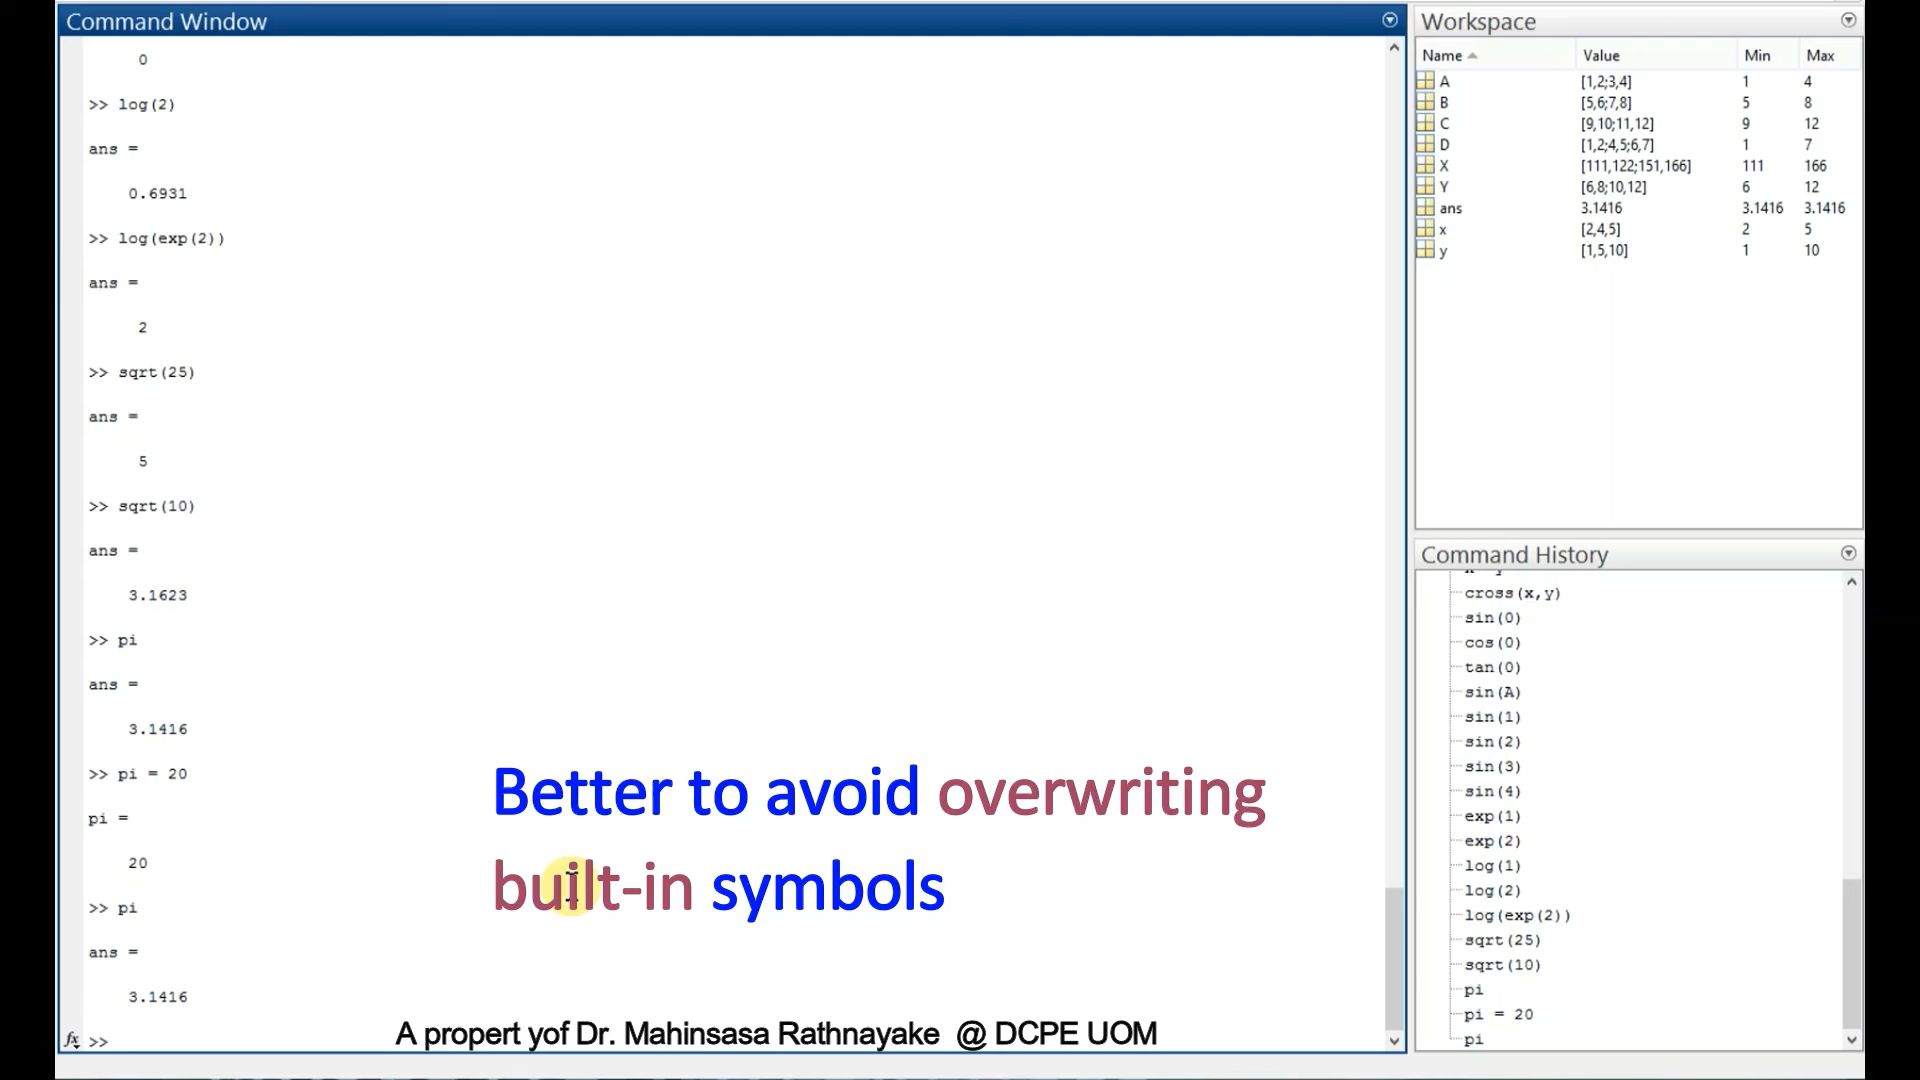 Command Window
0
>> log(2)
ans =
0.6931
>> log(exp(2))
ans =
2
>> sqrt(25)
ans =
5
>> sqrt(10)
ans =
3.1623
>> pi
ans =
3.1416
>> pi = 20
pi =
20
>> pi
ans =
3.1416
fx >>
Better to avoid overwriting
built-in symbols
A propert yof Dr. Mahinsasa Rathnayake @ DCPE UOM
Workspace
Name Value Min Max
A [1,2;3,4] 1 4
B [5,6;7,8] 5 8
C [9,10;11,12] 9 12
D [1,2;4,5;6,7] 1 7
X [111,122;151,166] 111 166
Y [6,8;10,12] 6 12
ans 3.1416 3.1416 3.1416
x [2,4,5] 2 5
y [1,5,10] 1 10
Command History
cross(x,y)
sin(0)
cos(0)
tan(0)
sin(A)
sin(1)
sin(2)
sin(3)
sin(4)
exp(1)
exp(2)
log(1)
log(2)
log(exp(2))
sqrt(25)
sqrt(10)
pi
pi = 20
pi